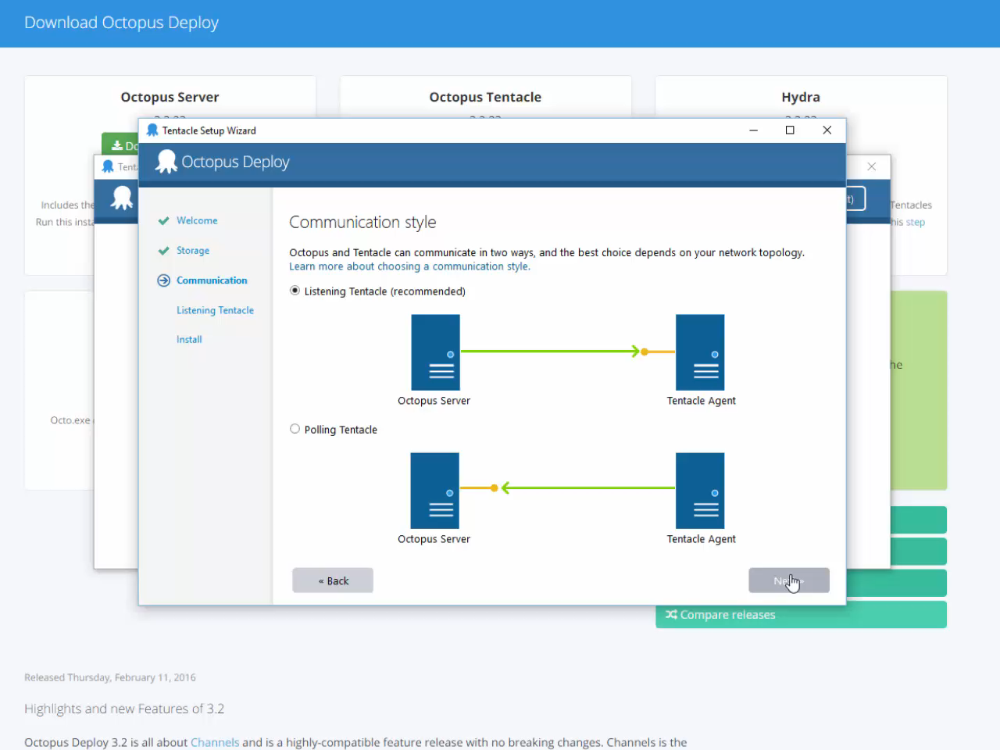 Download Octopus Deploy
Octopus Server
Octopus Tentacle
Hydra
Do
Tentacle Setup Wizard
Tenta
Octopus Deploy
Includes the
Run this insta
Tentacles
his step
Welcome
Storage
Communication
Listening Tentacle
Install
Communication style
Octopus and Tentacle can communicate in two ways, and the best choice depends on your network topology.
Learn more about choosing a communication style.
Listening Tentacle (recommended)
Octopus Server
Tentacle Agent
Polling Tentacle
Octopus Server
Tentacle Agent
he
Octo.exe
« Back
Compare releases
Released Thursday, February 11, 2016
Highlights and new Features of 3.2
Octopus Deploy 3.2 is all about Channels and is a highly-compatible feature release with no breaking changes. Channels is the